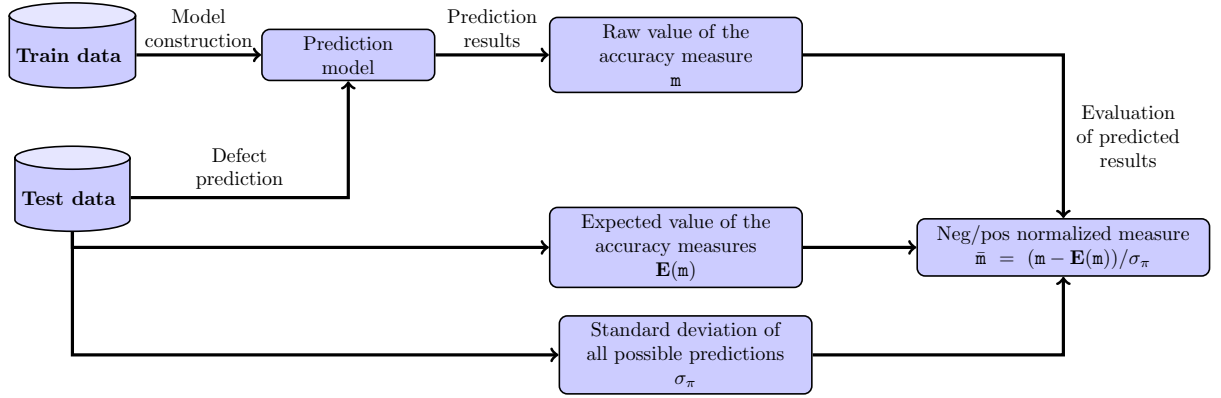 Train data
Model
construction
Prediction
model
Prediction
results
Raw value of the
accuracy measure
m
Evaluation
of predicted
results
Test data
Defect
prediction
Expected value of the
accuracy measures
E(m)
Neg/pos normalized measure
m̄ = (m − E(m))/σπ
Standard deviation of
all possible predictions
σπ